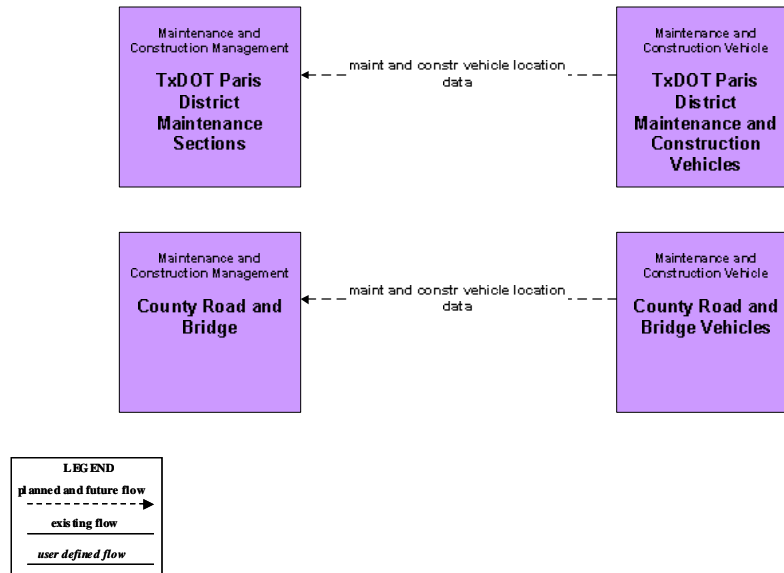 Maintenance and
Construction Management
TxDOT Paris
District
Maintenance
Sections
maint and constr vehicle location
data
Maintenance and
Construction Vehicle
TxDOT Paris
District
Maintenance and
Construction
Vehicles
Maintenance and
Construction Management
County Road and
Bridge
maint and constr vehicle location
data
Maintenance and
Construction Vehicle
County Road and
Bridge Vehicles
LEGEND
planned and future flow
existing flow
user defined flow